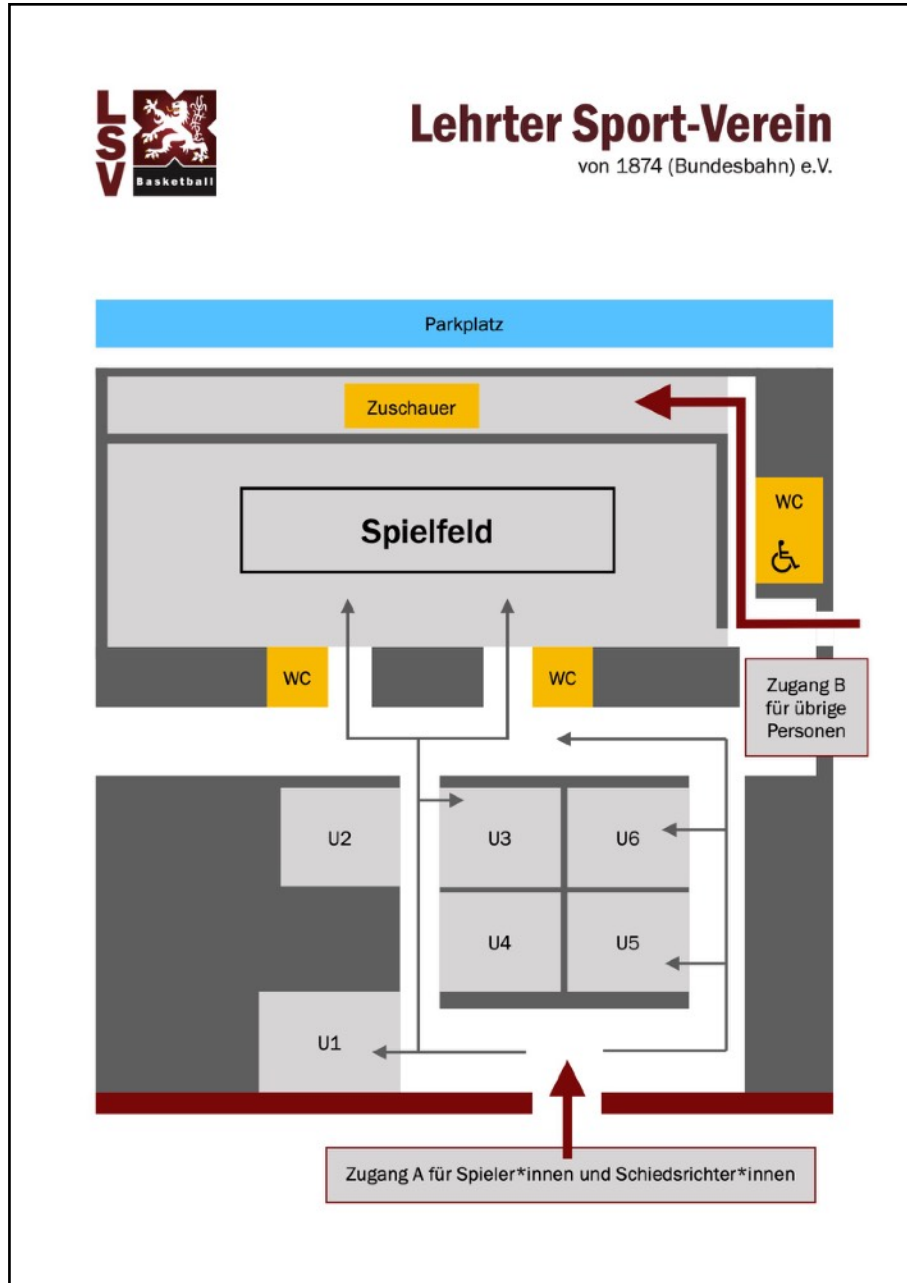 LSV
Basketball
Lehrter Sport-Verein
von 1874 (Bundesbahn) e.V.
Parkplatz
Zuschauer
WC
Spielfeld
WC
WC
Zugang B
für übrige
Personen
U2
U3
U6
U4
U5
U1
Zugang A für Spieler*innen und Schiedsrichter*innen